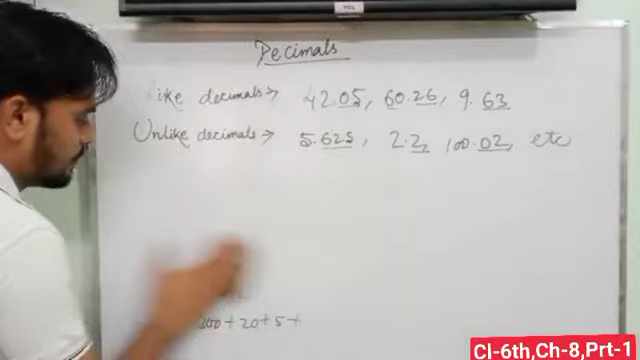 TCL
Decimals
like decimals → 42.05, 60.26, 9.63
Unlike decimals → 5.625, 2.2, 100.02, etc
300+20+5+
Cl-6th,Ch-8,Prt-1